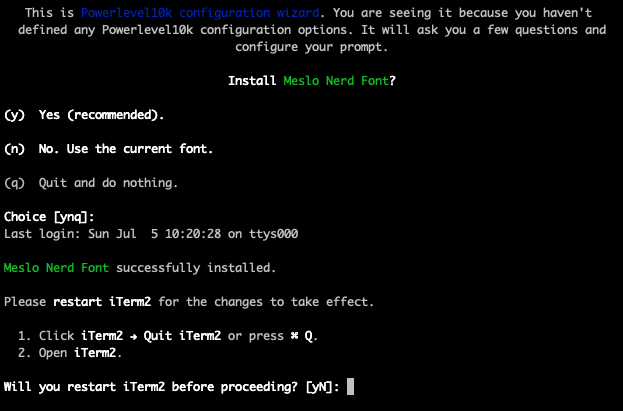 This is Powerlevel10k configuration wizard. You are seeing it because you haven't
defined any Powerlevel10k configuration options. It will ask you a few questions and
configure your prompt.
Install Meslo Nerd Font?
(y) Yes (recommended).
(n) No. Use the current font.
(q) Quit and do nothing.
Choice [ynq]:
Last login: Sun Jul  5 10:20:28 on ttys000
Meslo Nerd Font successfully installed.
Please restart iTerm2 for the changes to take effect.
1. Click iTerm2 → Quit iTerm2 or press ⌘ Q.
2. Open iTerm2.
Will you restart iTerm2 before proceeding? [yN]: